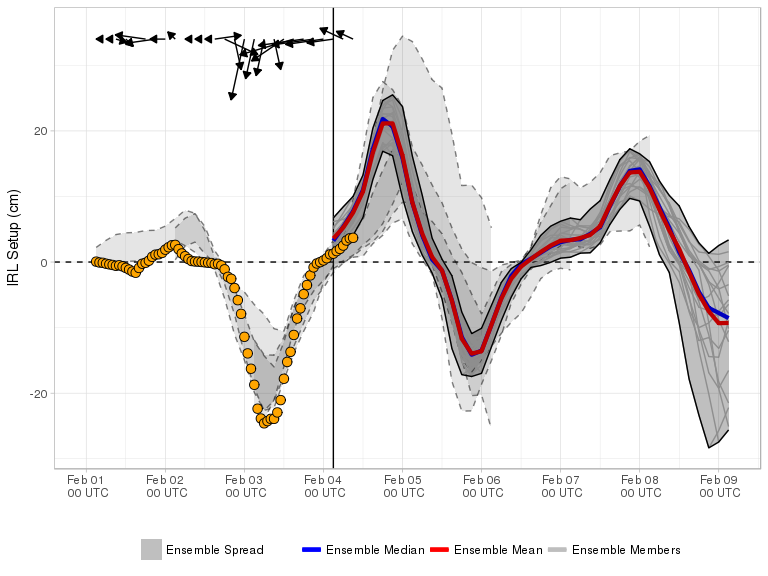 IRL Setup (cm)
20
0
-20
Feb 01 Feb 02 Feb 03 Feb 04 Feb 05 Feb 06 Feb 07 Feb 08 Feb 09
00 UTC 00 UTC 00 UTC 00 UTC 00 UTC 00 UTC 00 UTC 00 UTC 00 UTC
Ensemble Spread Ensemble Median Ensemble Mean Ensemble Members